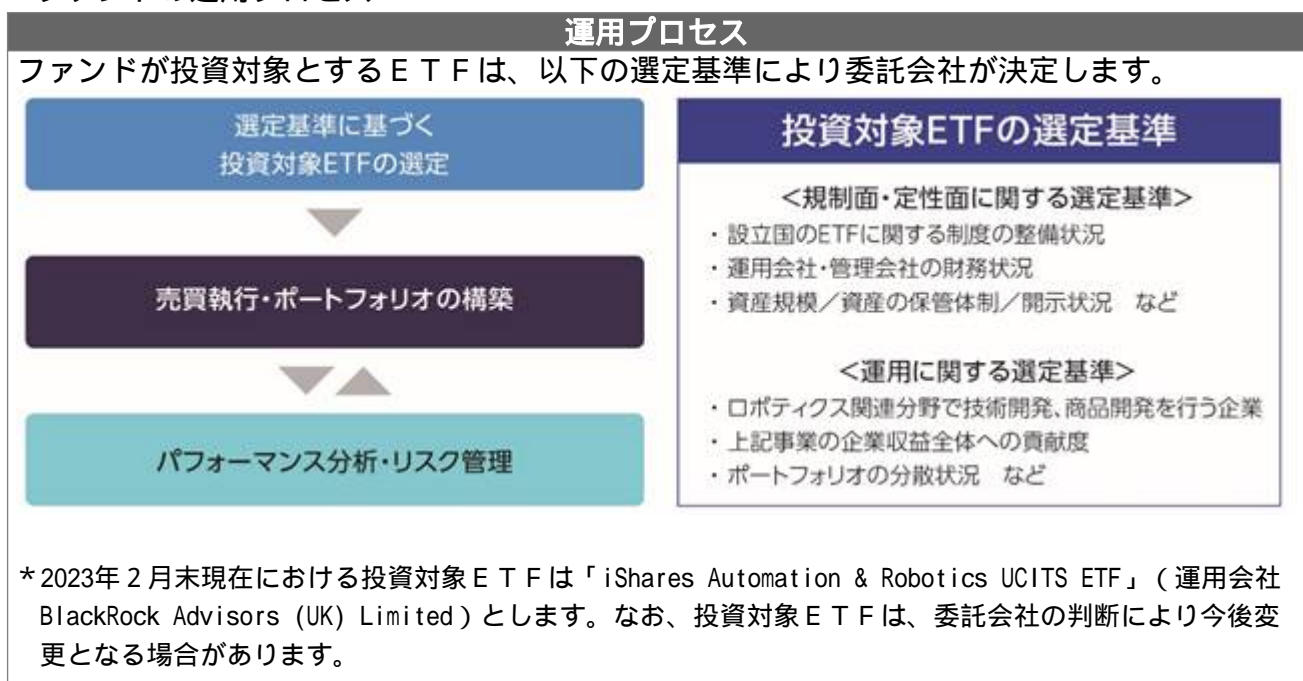 運用プロセス
ファンドが投資対象とするＥＴＦは、以下の選定基準により委託会社が決定します。
選定基準に基づく
投資対象ETFの選定
売買執行・ポートフォリオの構築
パフォーマンス分析・リスク管理
投資対象ETFの選定基準
＜規制面・定性面に関する選定基準＞
・設立国のETFに関する制度の整備状況
・運用会社・管理会社の財務状況
・資産規模／資産の保管体制／開示状況　など
＜運用に関する選定基準＞
・ロボティクス関連分野で技術開発、商品開発を行う企業
・上記事業の企業収益全体への貢献度
・ポートフォリオの分散状況　など
＊2023年２月末現在における投資対象ＥＴＦは「iShares Automation & Robotics UCITS ETF」（運用会社
BlackRock Advisors (UK) Limited）とします。なお、投資対象ＥＴＦは、委託会社の判断により今後変
更となる場合があります。